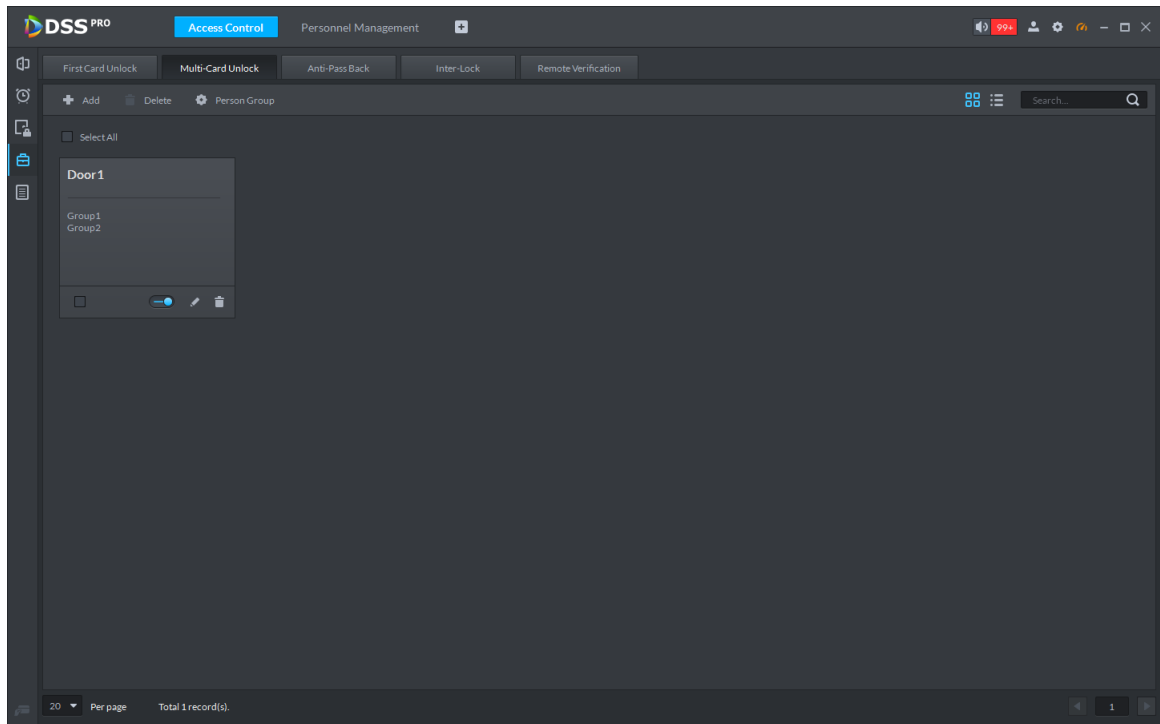 DSS PRO Access Control Personnel Management 99+
First Card Unlock Multi-Card Unlock Anti-Pass Back Inter-Lock Remote Verification
Add Delete Person Group Search...
Select All
Door1
Group1
Group2
20 Per page Total 1 record(s). 1